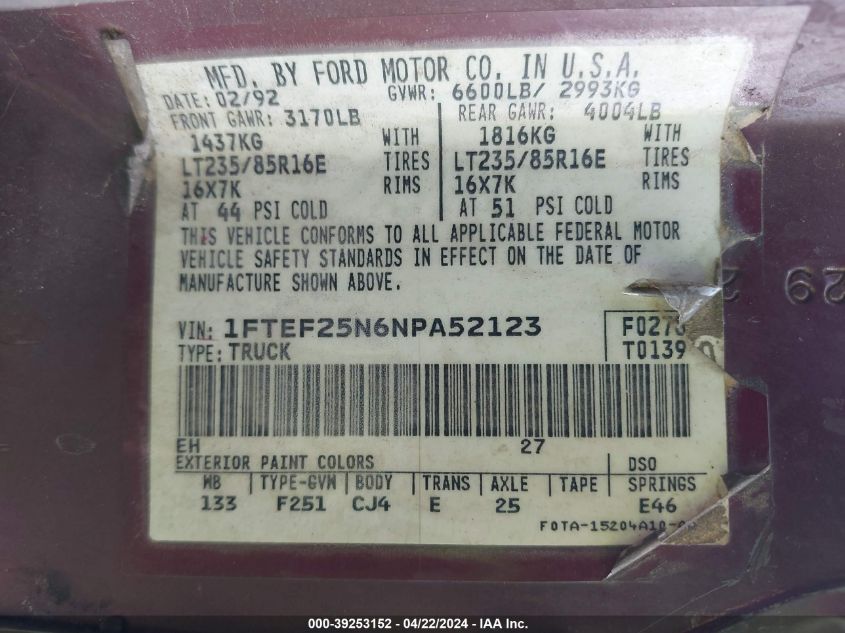 MFD. BY FORD MOTOR CO. IN U.S.A.
DATE: 02/92 GVWR: 6600LB/ 2993KG
FRONT GAWR: 3170LB REAR GAWR: 4004LB
1437KG WITH 1816KG WITH
LT235/85R16E TIRES LT235/85R16E TIRES
16X7K RIMS 16X7K RIMS
AT 44 PSI COLD AT 51 PSI COLD
THIS VEHICLE CONFORMS TO ALL APPLICABLE FEDERAL MOTOR
VEHICLE SAFETY STANDARDS IN EFFECT ON THE DATE OF
MANUFACTURE SHOWN ABOVE.
VIN: 1FTEF25N6NPA52123
TYPE: TRUCK T0139
EH 27
EXTERIOR PAINT COLORS DSO
WB TYPE-GVW BODY TRANS AXLE TAPE SPRINGS
133 F251 CJ4 E 25 E46
000-39253152 - 04/22/2024 - IAAI.COM